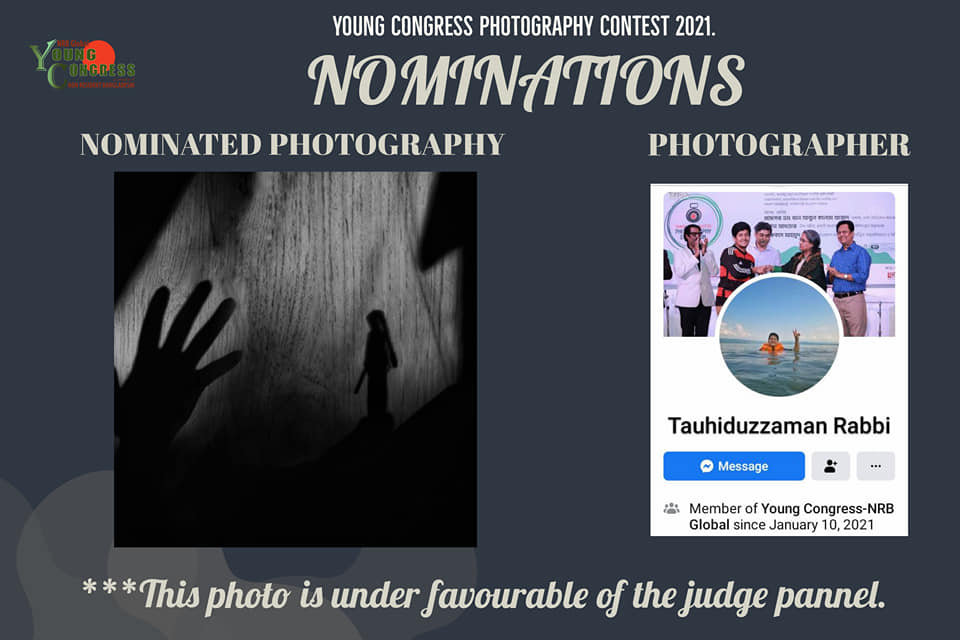 YOUNG CONGRESS PHOTOGRAPHY CONTEST 2021.
YOUNG
CONGRESS
NOMINATIONS
NOMINATED PHOTOGRAPHY
PHOTOGRAPHER
Tauhiduzzaman Rabbi
Message
Member of Young Congress-NRB
Global since January 10, 2021
***This photo is under favourable of the judge pannel.